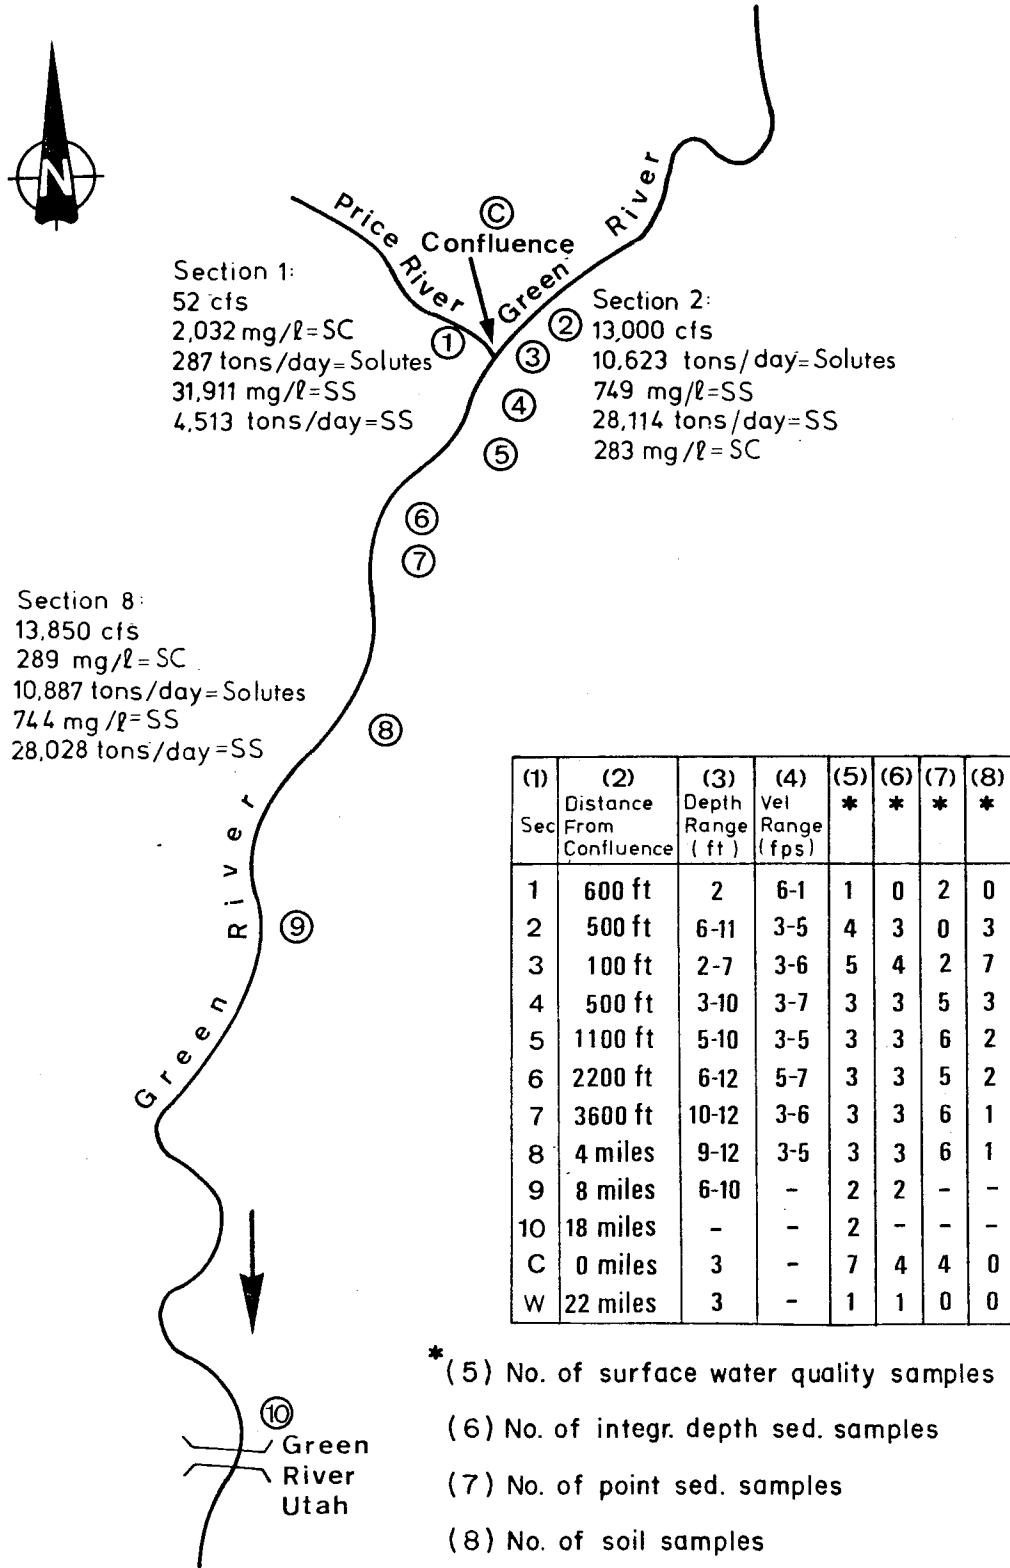 N
Price River
Ⓒ
Confluence
Green River
Section 1:
52 cfs
2,032 mg/ℓ=SC
287 tons/day=Solutes
31,911 mg/ℓ=SS
4,513 tons/day=SS
①
②
③
④
⑤
⑥
⑦
⑧
⑨
⑩
Section 2:
13,000 cfs
10,623 tons/day=Solutes
749 mg/ℓ=SS
28,114 tons/day=SS
283 mg/ℓ=SC
Section 8:
13,850 cfs
289 mg/ℓ=SC
10,887 tons/day=Solutes
744 mg/ℓ=SS
28,028 tons/day=SS
Green River
Green
River
Utah
(1) (2) (3) (4) (5) (6) (7) (8)
Distance Depth Vel * * * *
Sec From Range Range
Confluence (ft) (fps)
1 600 ft 2 6-1 1 0 2 0
2 500 ft 6-11 3-5 4 3 0 3
3 100 ft 2-7 3-6 5 4 2 7
4 500 ft 3-10 3-7 3 3 5 3
5 1100 ft 5-10 3-5 3 3 6 2
6 2200 ft 6-12 5-7 3 3 5 2
7 3600 ft 10-12 3-6 3 3 6 1
8 4 miles 9-12 3-5 3 3 6 1
9 8 miles 6-10 - 2 2 - -
10 18 miles - - 2 - - -
C 0 miles 3 - 7 4 4 0
W 22 miles 3 - 1 1 0 0
*(5) No. of surface water quality samples
(6) No. of integr. depth sed. samples
(7) No. of point sed. samples
(8) No. of soil samples